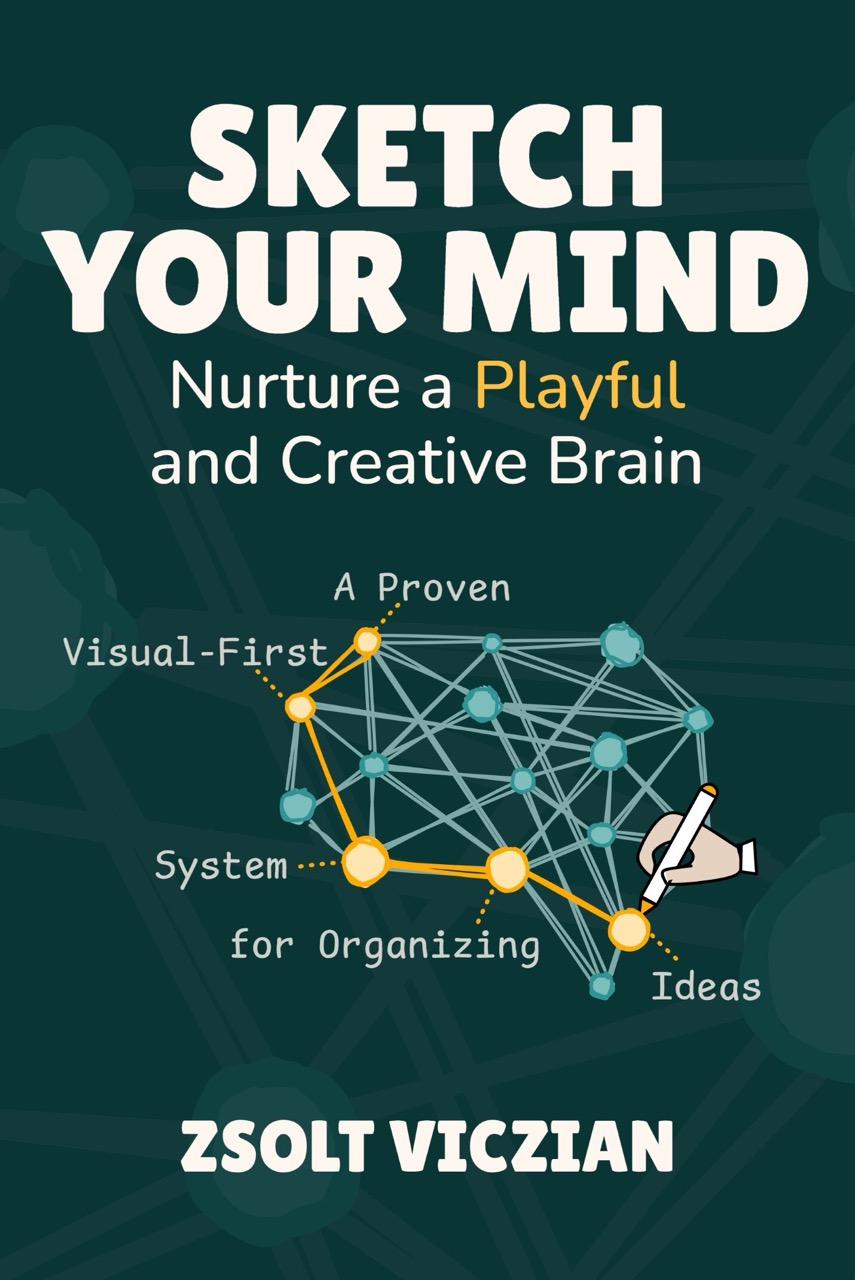 SKETCH
YOUR MIND
Nurture a Playful
and Creative Brain
A Proven
Visual-First
System
for Organizing
Ideas
ZSOLT VICZIAN